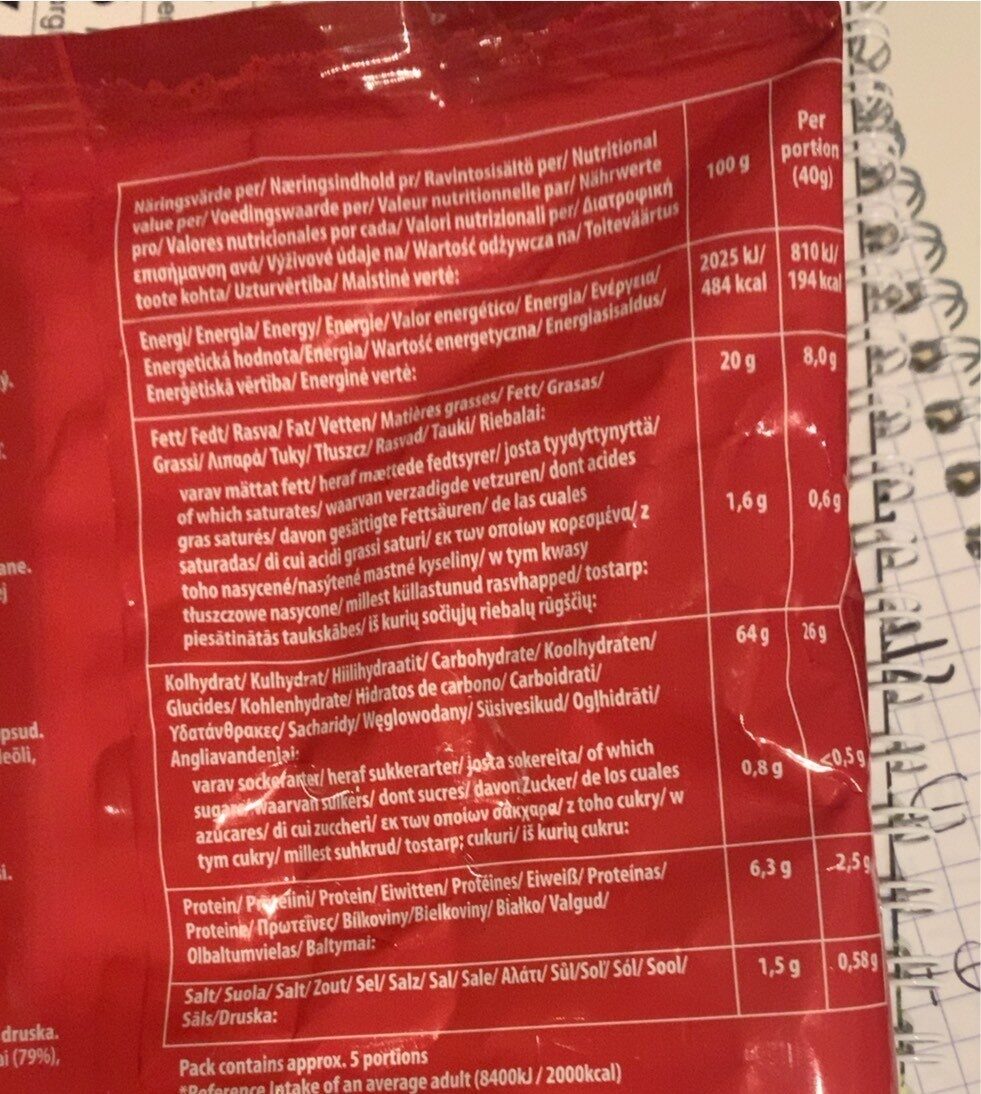 Näringsvärde per/ Næringsindhold pr/ Ravintosisältö per/ Nutritional
value per/ Voedingswaarde per/ Valeur nutritionnelle par/ Nährwerte
pro/ Valores nutricionales por cada/ Valori nutrizionali per/ Διατροφική
επισήμανση ανά/ Výživové údaje na/ Wartość odżywcza na/ Toiteväärtus
toote kohta/ Uzturvērtība/ Maistinė vertė:
100 g
Per
portion
(40g)
Energi/ Energia/ Energy/ Energie/ Valor energético/ Energia/ Ενέργεια/
Energetická hodnota/Energia/ Wartość energetyczna/ Energiasisaldus/
Enerģētiskā vērtība/ Energinė vertė:
2025 kJ/
484 kcal
810 kJ/
194 kcal
Fett/ Fedt/ Rasva/ Fat/ Vetten/ Matières grasses/ Fett/ Grasas/
Grassi/ Λιπαρά/ Tuky/ Tłuszcz/ Rasvad/ Tauki/ Riebalai:
20 g
8,0g
varav mättat fett/ heraf mættede fedtsyrer/ josta tyydyttynyttä/
of which saturates/ waarvan verzadigde vetzuren/ dont acides
gras saturés/ davon gesättigte Fettsäuren/ de las cuales
saturadas/ di cui acidi grassi saturi/ εκ των οποίων κορεσμένα/ z
toho nasycené/nasýtené mastné kyseliny/ w tym kwasy
tłuszczowe nasycone/ millest küllastunud rasvhapped/ tostarp:
piesātinātās taukskābes/ iš kurių sočiųjų riebalų rūgščių:
1,6 g
0,6g
Kolhydrat/ Kulhydrat/ Hiilihydraatit/ Carbohydrate/ Koolhydraten/
Glucides/ Kohlenhydrate/ Hidratos de carbono/ Carboidrati/
Υδατάνθρακες/ Sacharidy/ Węglowodany/ Süsivesikud/ Ogļhidrāti/
Angliavandeniai:
64 g
26 g
varav sockerarter/ heraf sukkerarter/ josta sokereita/ of which
waarvan suikers/ dont sucres/ davon Zucker/ de los cuales
azúcares/ di cui zuccheri/ εκ των οποίων σάκχαρα/ z toho cukry/ w
tym cukry/ millest suhkrud/ tostarp: cukuri/ iš kurių cukrų:
0,8 g
<0,5g
Protein/ Proteiini/ Protein/ Eiwitten/ Protéines/ Eiweiß/ Proteínas/
Proteine/ Πρωτεΐνες/ Bílkoviny/Bielkoviny/ Białko/ Valgud/
Olbaltumvielas/ Baltymai:
6,3 g
2,5g
Salt/ Suola/ Salt/ Zout/ Sel/ Salz/ Sal/ Sale/ Αλάτι/ Sůl/Soľ/ Sól/ Sool/
Sāls/Druska:
1,5 g
0,58g
Pack contains approx. 5 portions
*Reference intake of an average adult (8400kJ / 2000kcal)
ane.
psud.
leõli,
druska.
ai (79%),